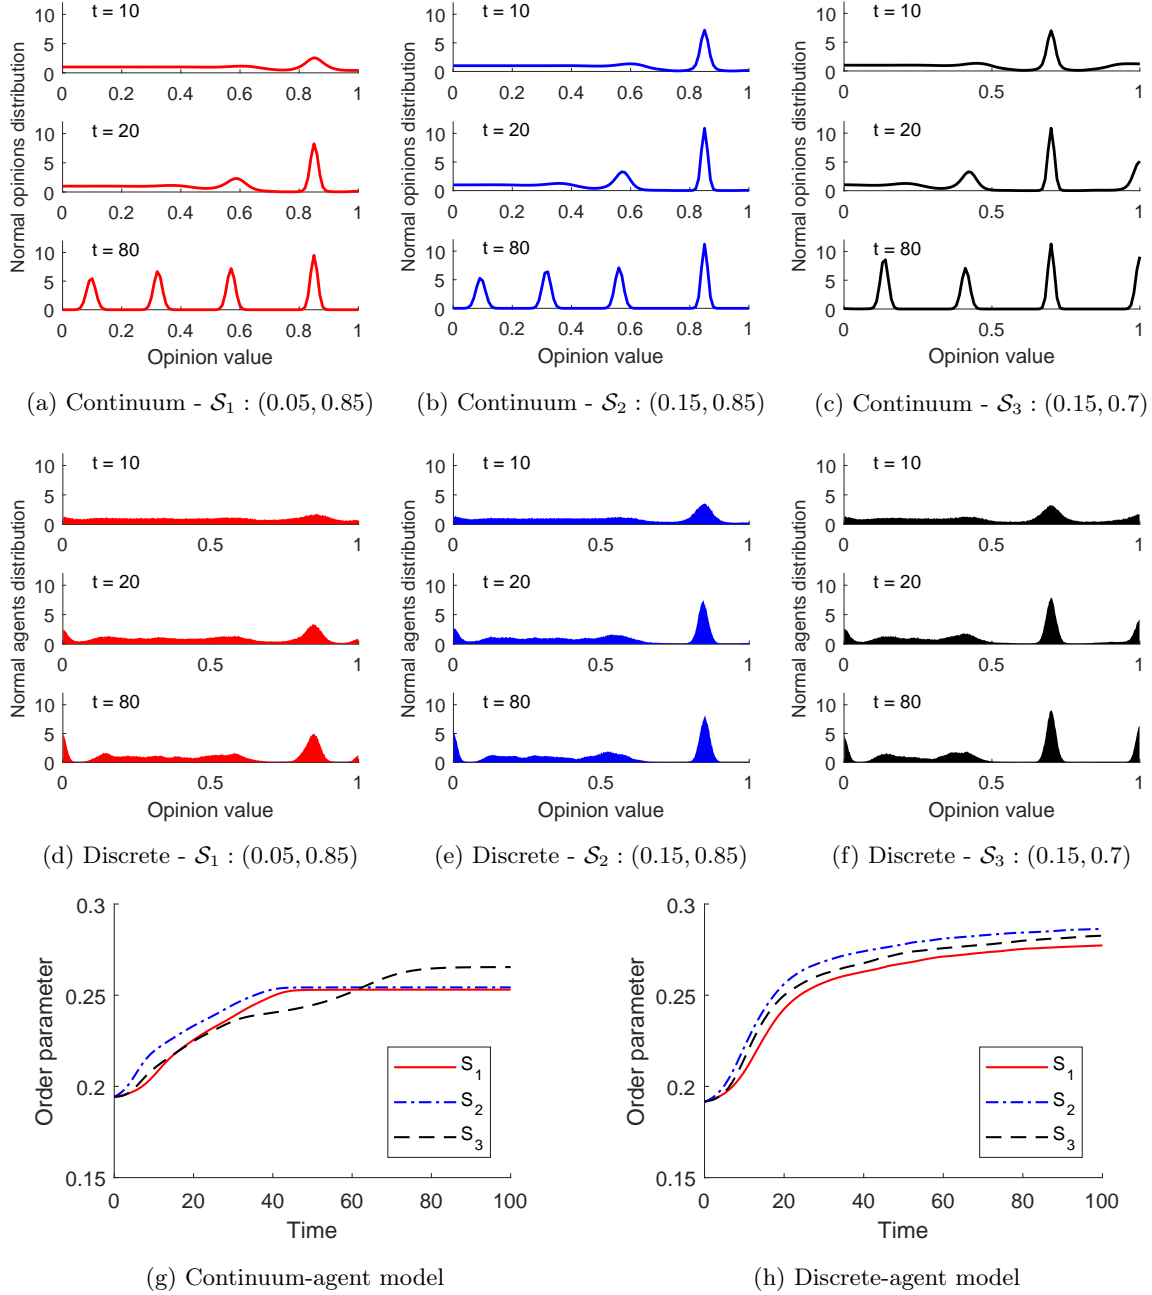 t = 10
10
5
0
0 0.2 0.4 0.6 0.8 1
t = 20
10
5
0
0 0.2 0.4 0.6 0.8 1
t = 80
10
5
0
0 0.2 0.4 0.6 0.8 1
Normal opinions distribution
Opinion value
(a) Continuum - S₁ : (0.05, 0.85)
t = 10
10
5
0
0 0.2 0.4 0.6 0.8 1
t = 20
10
5
0
0 0.2 0.4 0.6 0.8 1
t = 80
10
5
0
0 0.2 0.4 0.6 0.8 1
Normal opinions distribution
Opinion value
(b) Continuum - S₂ : (0.15, 0.85)
t = 10
10
5
0
0 0.5 1
t = 20
10
5
0
0 0.5 1
t = 80
10
5
0
0 0.5 1
Normal opinions distribution
Opinion value
(c) Continuum - S₃ : (0.15, 0.7)
t = 10
10
5
0
0 0.5 1
t = 20
10
5
0
0 0.5 1
t = 80
10
5
0
0 0.5 1
Normal agents distribution
Opinion value
(d) Discrete - S₁ : (0.05, 0.85)
t = 10
10
5
0
0 0.5 1
t = 20
10
5
0
0 0.5 1
t = 80
10
5
0
0 0.5 1
Normal agents distribution
Opinion value
(e) Discrete - S₂ : (0.15, 0.85)
t = 10
10
5
0
0 0.5 1
t = 20
10
5
0
0 0.5 1
t = 80
10
5
0
0 0.5 1
Normal agents distribution
Opinion value
(f) Discrete - S₃ : (0.15, 0.7)
0.3
0.25
0.2
0.15
Order parameter
S₁
S₂
S₃
0 20 40 60 80 100
Time
(g) Continuum-agent model
0.3
0.25
0.2
0.15
Order parameter
S₁
S₂
S₃
0 20 40 60 80 100
Time
(h) Discrete-agent model